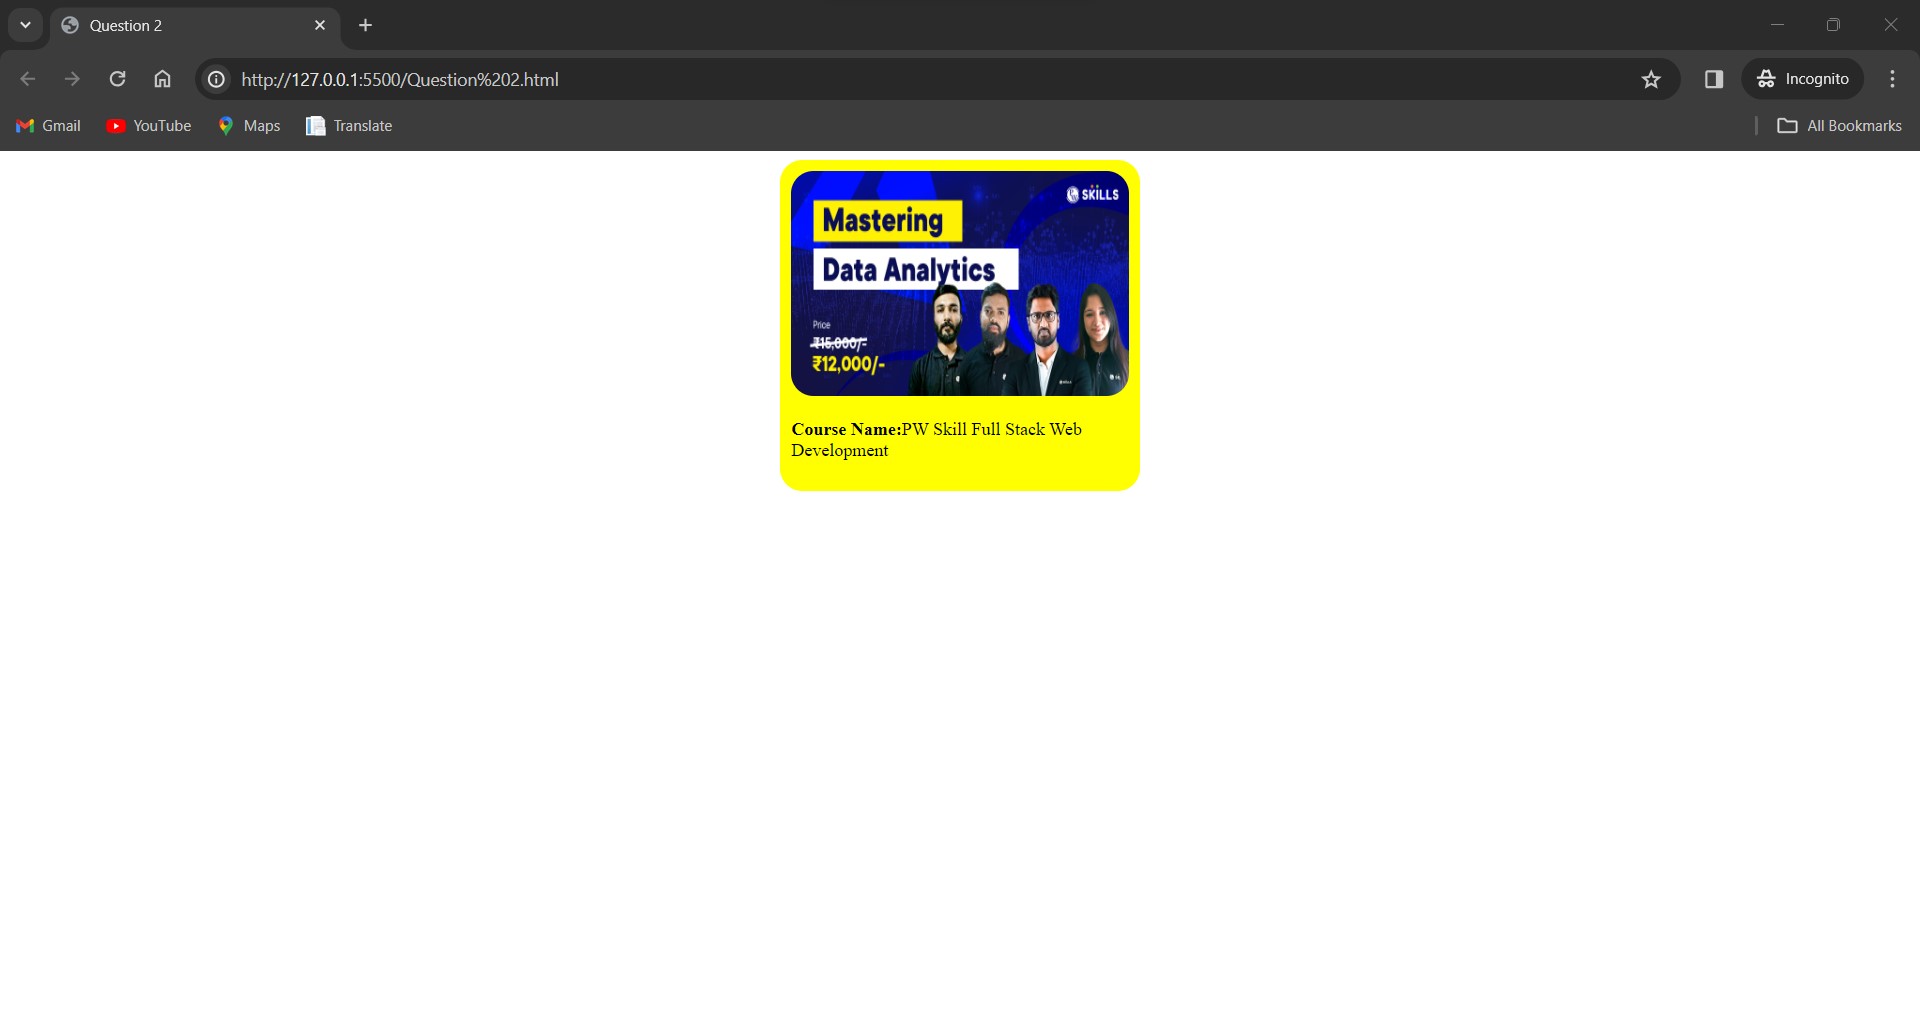 Question 2
http://127.0.0.1:5500/Question%202.html
Incognito
Gmail
YouTube
Maps
Translate
All Bookmarks
SKILLS
Mastering
Data Analytics
Price
₹15,000/-
₹12,000/-
Course Name:PW Skill Full Stack Web
Development